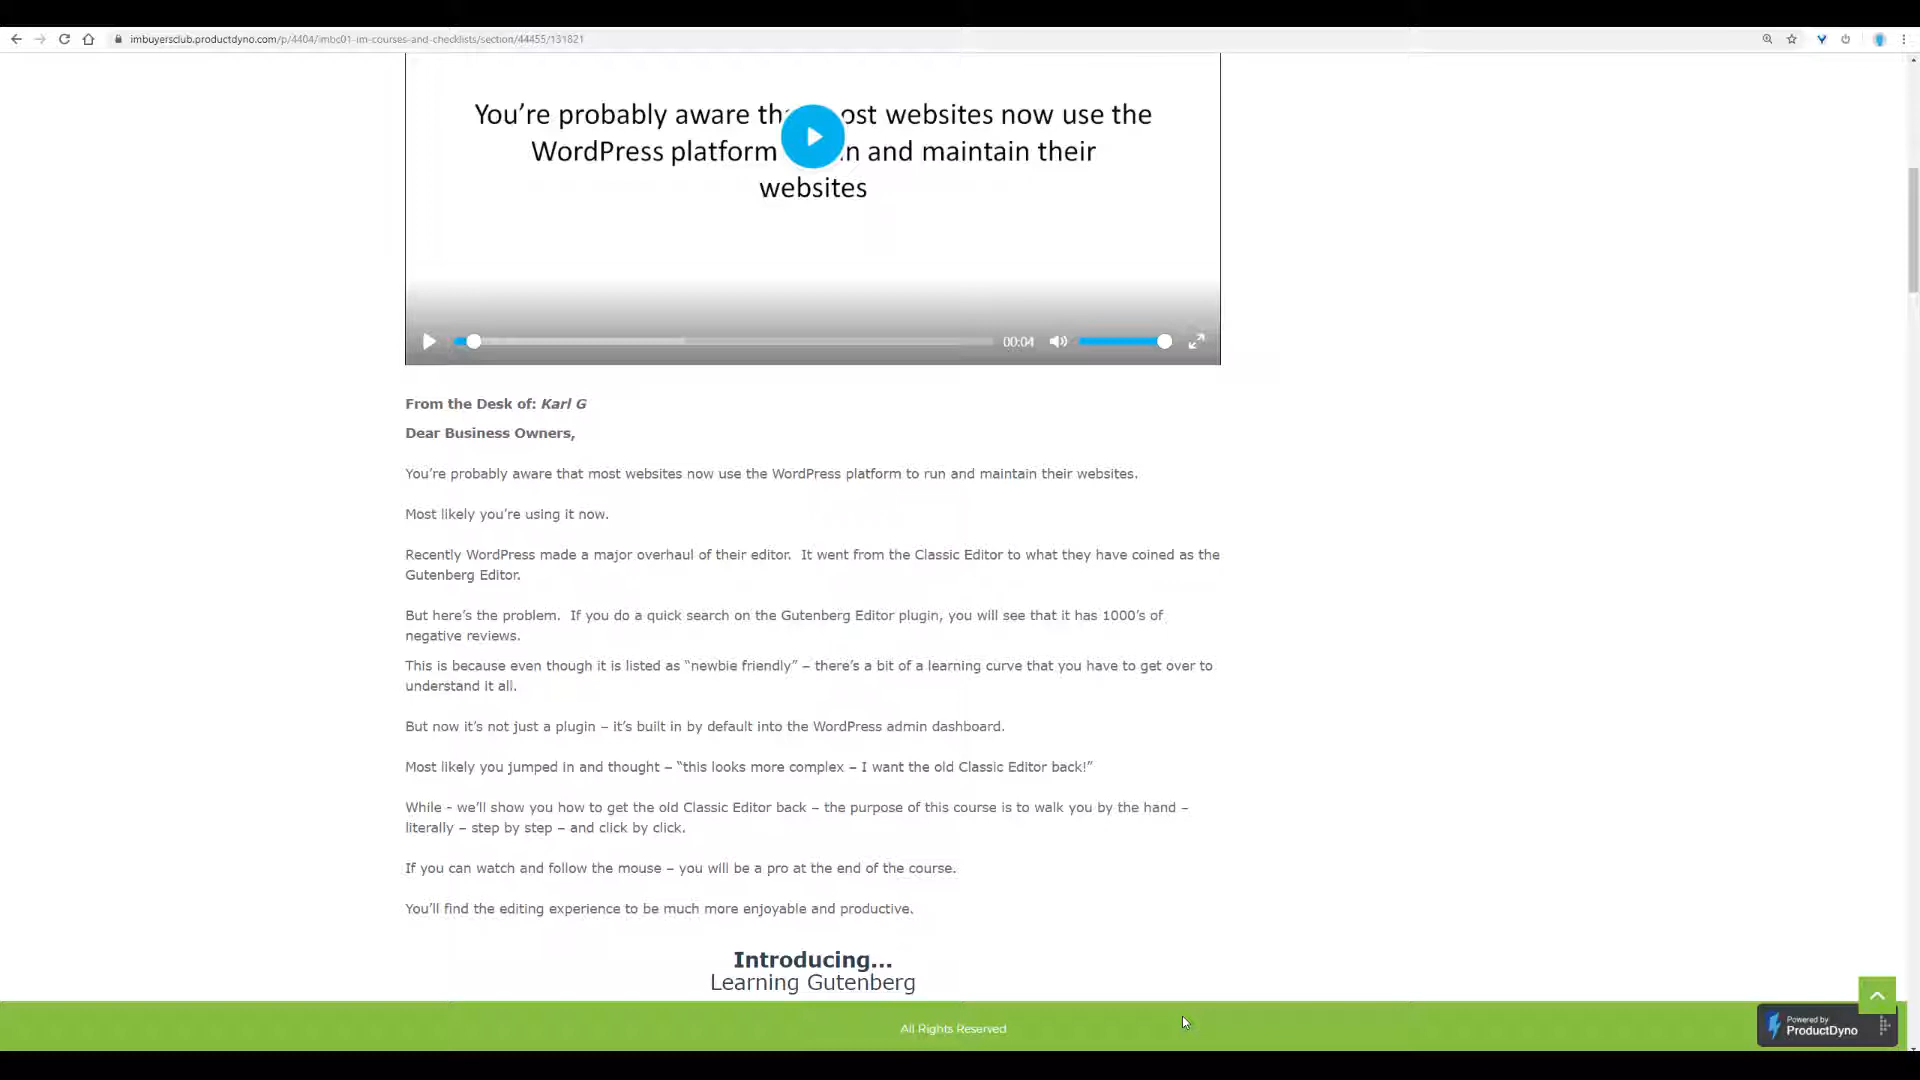 imbuyersclub.productdyno.com/p/4404/imbc01-im-courses-and-checklists/section/44455/131821
You're probably aware ost websites now use the
WordPress platform and maintain their
websites
00:04
From the Desk of: Karl G
Dear Business Owners,
You're probably aware that most websites now use the WordPress platform to run and maintain their websites.
Most likely you're using it now.
Recently WordPress made a major overhaul of their editor. It went from the Classic Editor to what they have coined as the
Gutenberg Editor.
But here's the problem. If you do a quick search on the Gutenberg Editor plugin, you will see that it has 1000's of
negative reviews.
This is because even though it is listed as “newbie friendly” – there's a bit of a learning curve that you have to get over to
understand it all.
But now it's not just a plugin – it's built in by default into the WordPress admin dashboard.
Most likely you jumped in and thought – “this looks more complex – I want the old Classic Editor back!”
While - we'll show you how to get the old Classic Editor back – the purpose of this course is to walk you by the hand –
literally – step by step – and click by click.
If you can watch and follow the mouse – you will be a pro at the end of the course.
You'll find the editing experience to be much more enjoyable and productive.
Introducing...
Learning Gutenberg
All Rights Reserved
Powered by
ProductDyno